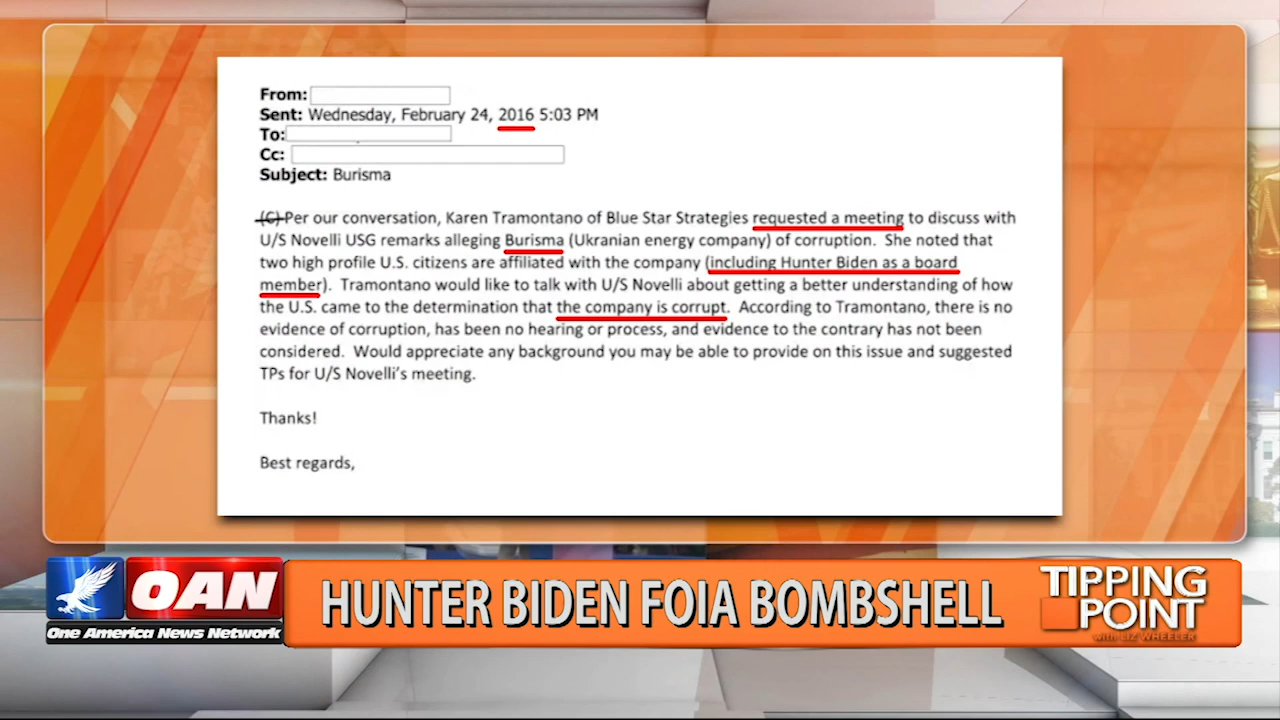 From:
Sent: Wednesday, February 24, 2016 5:03 PM
To:
Cc:
Subject: Burisma
(C) Per our conversation, Karen Tramontano of Blue Star Strategies requested a meeting to discuss with
U/S Novelli USG remarks alleging Burisma (Ukranian energy company) of corruption. She noted that
two high profile U.S. citizens are affiliated with the company (including Hunter Biden as a board
member). Tramontano would like to talk with U/S Novelli about getting a better understanding of how
the U.S. came to the determination that the company is corrupt. According to Tramontano, there is no
evidence of corruption, has been no hearing or process, and evidence to the contrary has not been
considered. Would appreciate any background you may be able to provide on this issue and suggested
TPs for U/S Novelli's meeting.
Thanks!
Best regards,
OAN
One America News Network
HUNTER BIDEN FOIA BOMBSHELL
TIPPING
POINT
with LIZ WHEELER